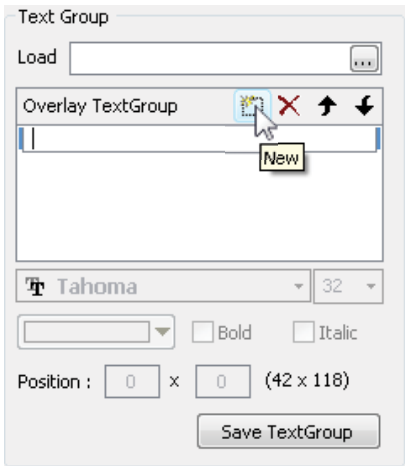 Text Group
Load ...
Overlay TextGroup
New
Tahoma 32
Bold Italic
Position : 0 x 0 (42 x 118)
Save TextGroup